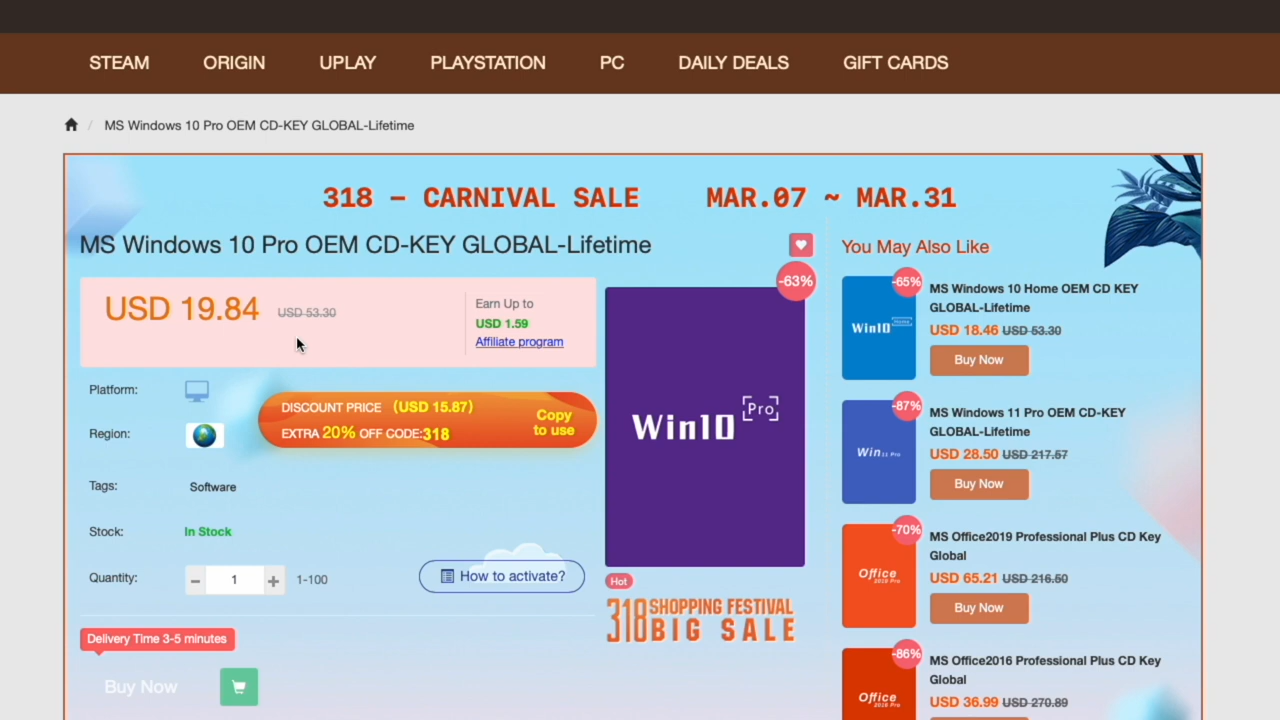 STEAM ORIGIN UPLAY PLAYSTATION PC DAILY DEALS GIFT CARDS
/ MS Windows 10 Pro OEM CD-KEY GLOBAL-Lifetime
318 – CARNIVAL SALE MAR.07 ~ MAR.31
MS Windows 10 Pro OEM CD-KEY GLOBAL-Lifetime
-63%
USD 19.84 USD 53.30
Earn Up to
USD 1.59
Affiliate program
Platform:
DISCOUNT PRICE (USD 15.87)
EXTRA 20% OFF CODE:318
Copy
to use
Region:
Tags: Software
Stock: In Stock
Quantity: − 1 + 1-100
How to activate?
Delivery Time 3-5 minutes
Buy Now
Win10 Pro
Hot
318 SHOPPING FESTIVAL
BIG SALE
You May Also Like
-65%
Win10 Home
MS Windows 10 Home OEM CD KEY
GLOBAL-Lifetime
USD 18.46 USD 53.30
Buy Now
-87%
Win 11 Pro
MS Windows 11 Pro OEM CD-KEY
GLOBAL-Lifetime
USD 28.50 USD 217.57
Buy Now
-70%
Office 2019 Pro
MS Office2019 Professional Plus CD Key
Global
USD 65.21 USD 216.50
Buy Now
-86%
Office 2016 Pro
MS Office2016 Professional Plus CD Key
Global
USD 36.99 USD 270.89